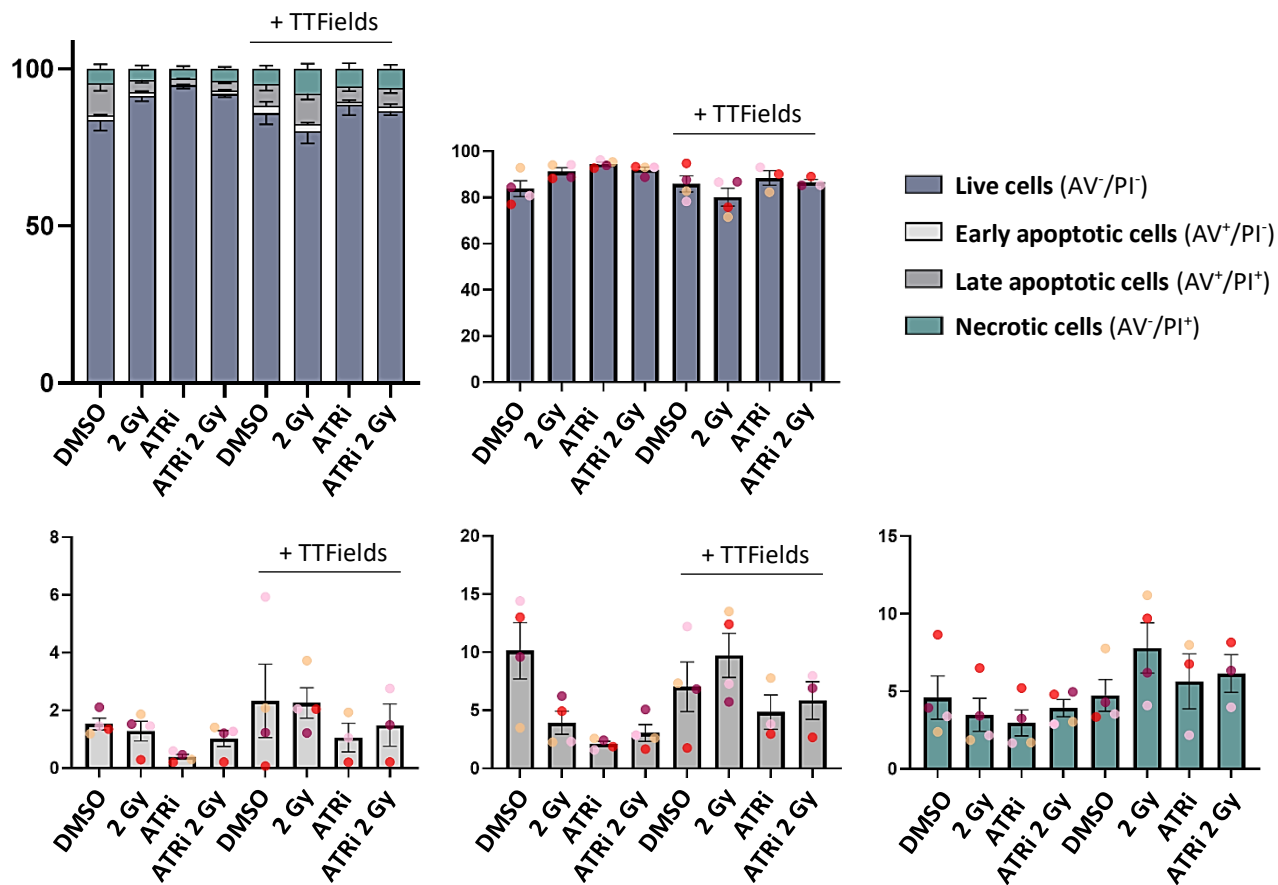 + TTFields
100
50
0
DMSO
2 Gy
ATRi
ATRi 2 Gy
DMSO
2 Gy
ATRi
ATRi 2 Gy
+ TTFields
100
80
60
40
20
0
DMSO
2 Gy
ATRi
ATRi 2 Gy
DMSO
2 Gy
ATRi
ATRi 2 Gy
Live cells (AV⁻/PI⁻)
Early apoptotic cells (AV⁺/PI⁻)
Late apoptotic cells (AV⁺/PI⁺)
Necrotic cells (AV⁻/PI⁺)
+ TTFields
8
6
4
2
0
DMSO
2 Gy
ATRi
ATRi 2 Gy
DMSO
2 Gy
ATRi
ATRi 2 Gy
+ TTFields
20
15
10
5
0
DMSO
2 Gy
ATRi
ATRi 2 Gy
DMSO
2 Gy
ATRi
ATRi 2 Gy
15
10
5
0
DMSO
2 Gy
ATRi
ATRi 2 Gy
DMSO
2 Gy
ATRi
ATRi 2 Gy